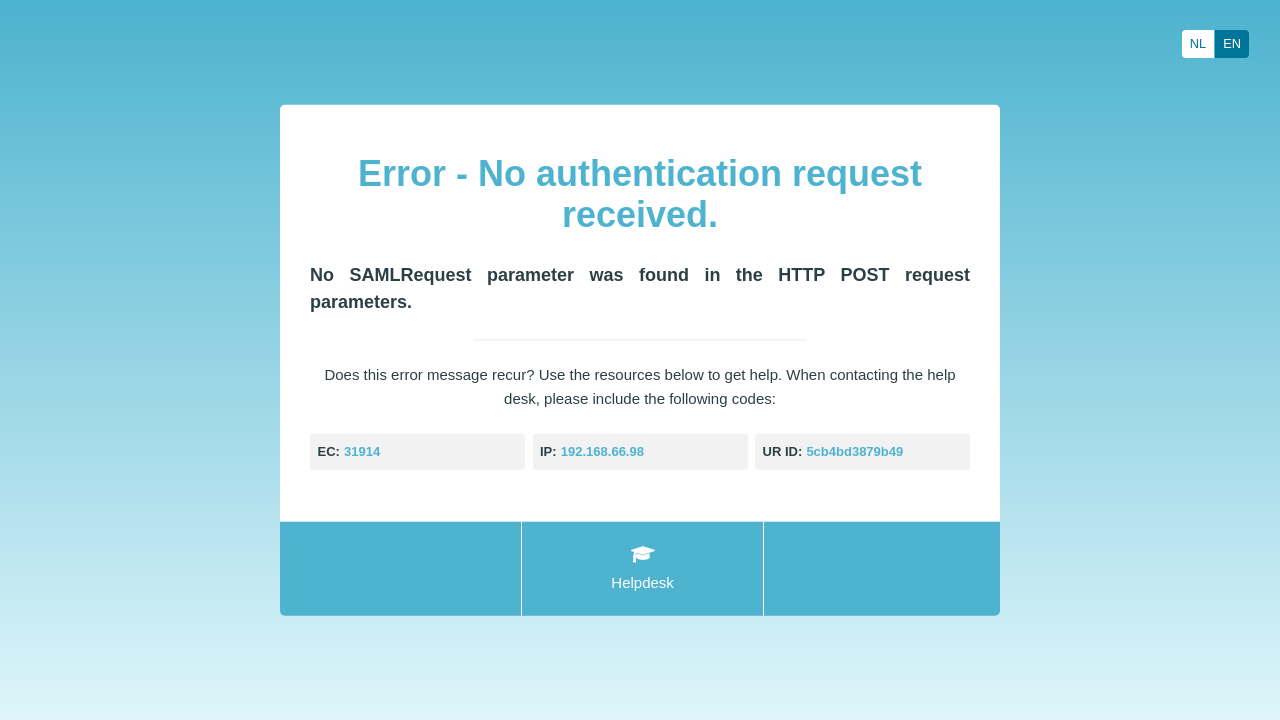 NL EN
Error - No authentication request
received.
No SAMLRequest parameter was found in the HTTP POST request
parameters.
Does this error message recur? Use the resources below to get help. When contacting the help
desk, please include the following codes:
EC: 31914 IP: 192.168.66.98 UR ID: 5cb4bd3879b49
Helpdesk